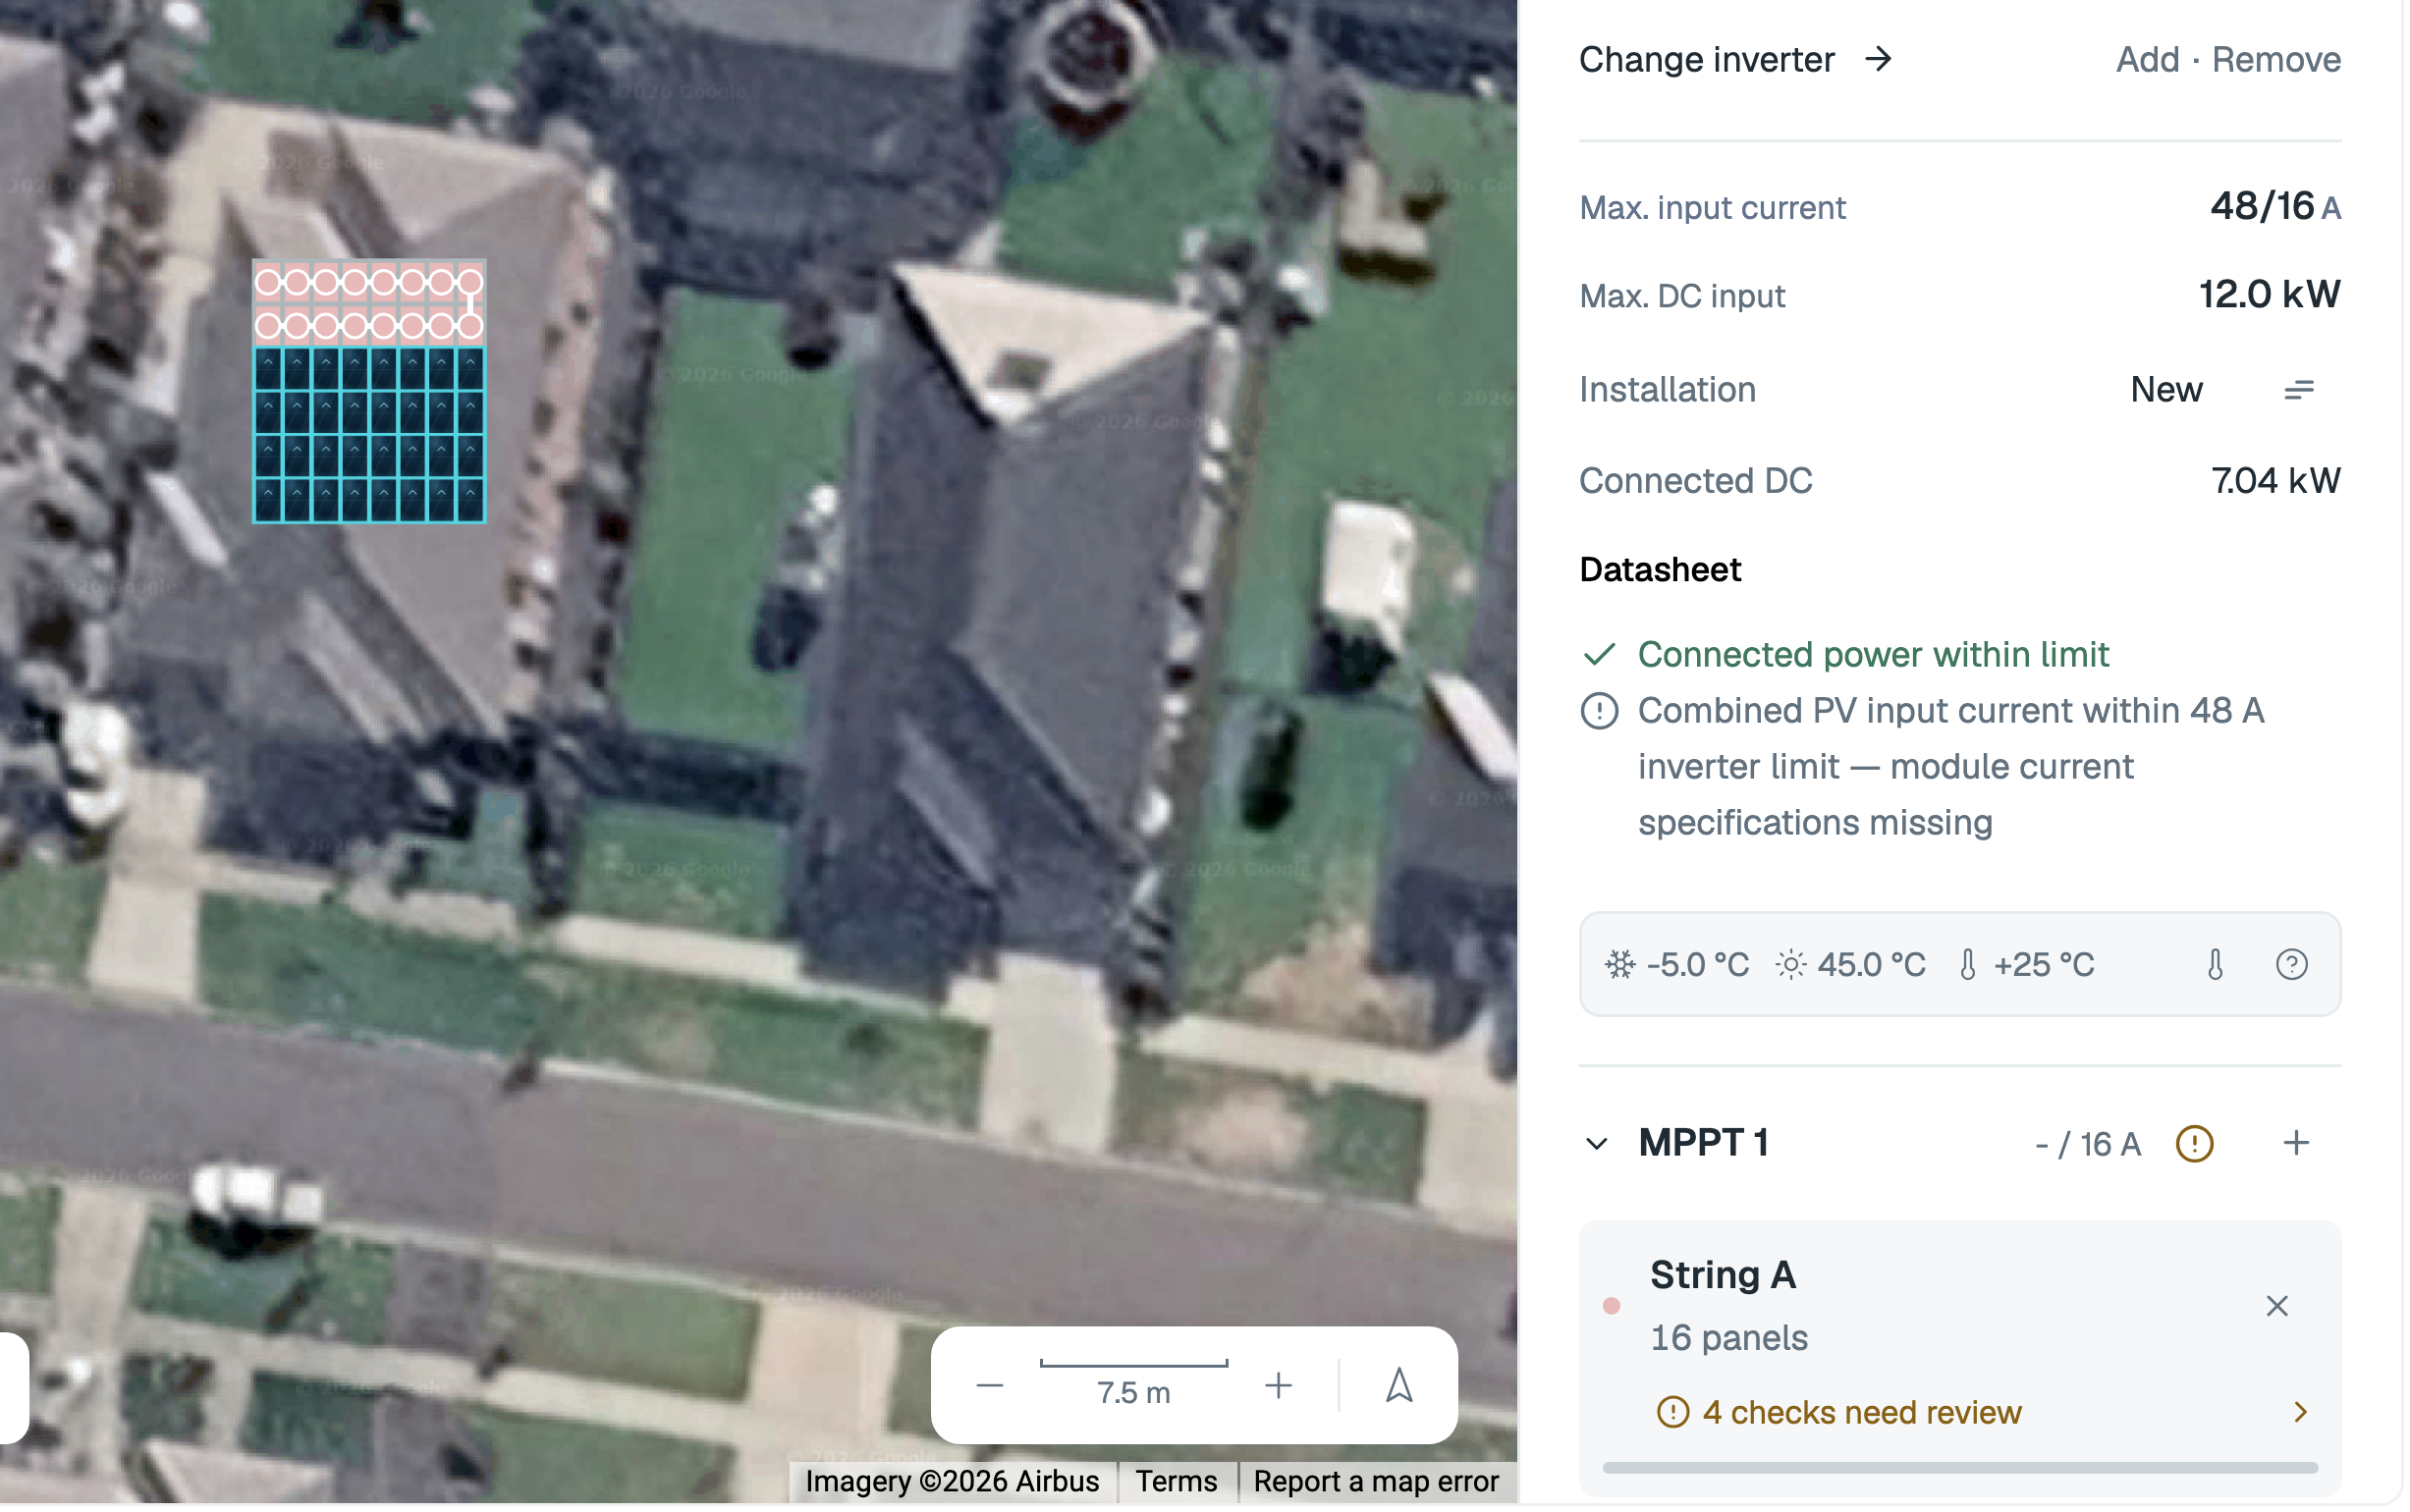 Change inverter → Add · Remove
Max. input current 48/16 A
Max. DC input 12.0 kW
Installation New
Connected DC 7.04 kW
Datasheet
Connected power within limit
Combined PV input current within 48 A
inverter limit — module current
specifications missing
-5.0 °C 45.0 °C +25 °C
MPPT 1 - / 16 A
String A
16 panels
4 checks need review
7.5 m
Imagery ©2026 Airbus Terms Report a map error
© 2026 Google